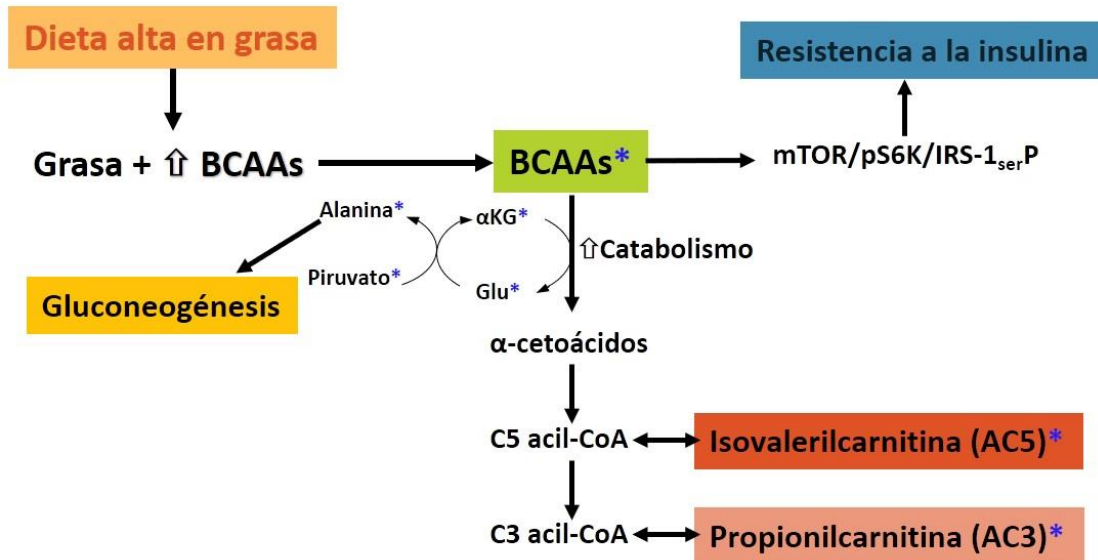 Dieta alta en grasa
Resistencia a la insulina
Grasa + ⇧ BCAAs
BCAAs*
mTOR/pS6K/IRS-1serP
Alanina*
αKG*
⇧Catabolismo
Piruvato*
Glu*
Gluconeogénesis
α-cetoácidos
C5 acil-CoA
Isovalerilcarnitina (AC5)*
C3 acil-CoA
Propionilcarnitina (AC3)*